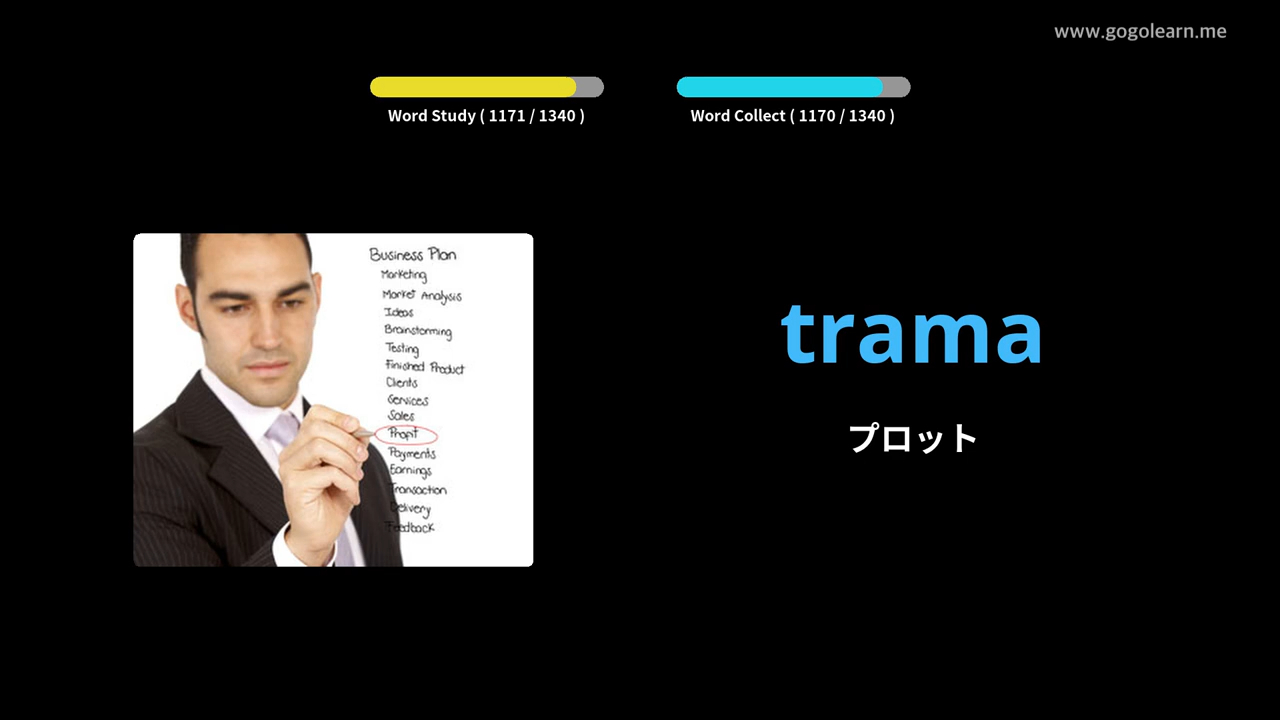 www.gogolearn.me
Word Study ( 1171 / 1340 )
Word Collect ( 1170 / 1340 )
Business Plan
Marketing
Market Analysis
Ideas
Brainstorming
Testing
Finished Product
Clients
Services
Sales
Profit
Payments
Earnings
Transaction
Delivery
Feedback
trama
プロット